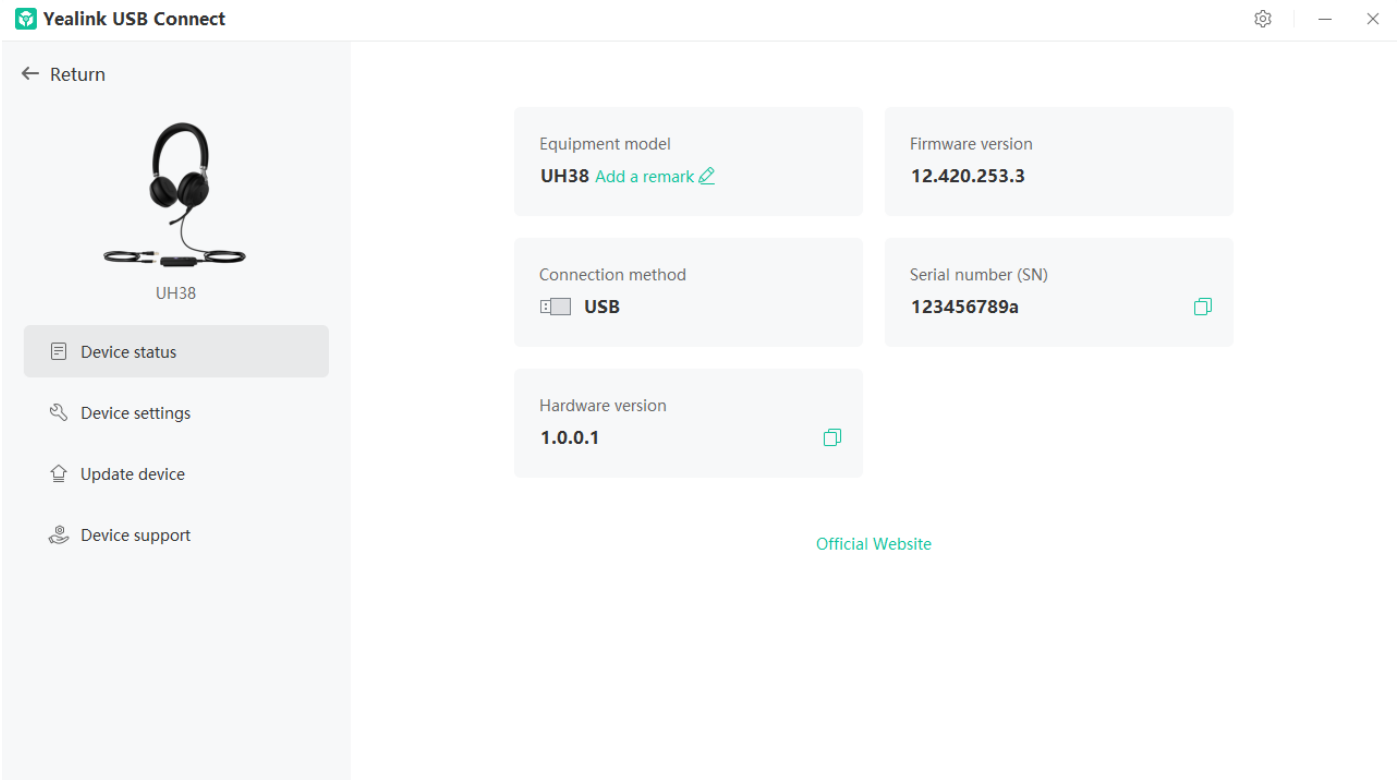 Yealink USB Connect
Return
UH38
Device status
Device settings
Update device
Device support
Equipment model
UH38 Add a remark
Firmware version
12.420.253.3
Connection method
USB
Serial number (SN)
123456789a
Hardware version
1.0.0.1
Official Website